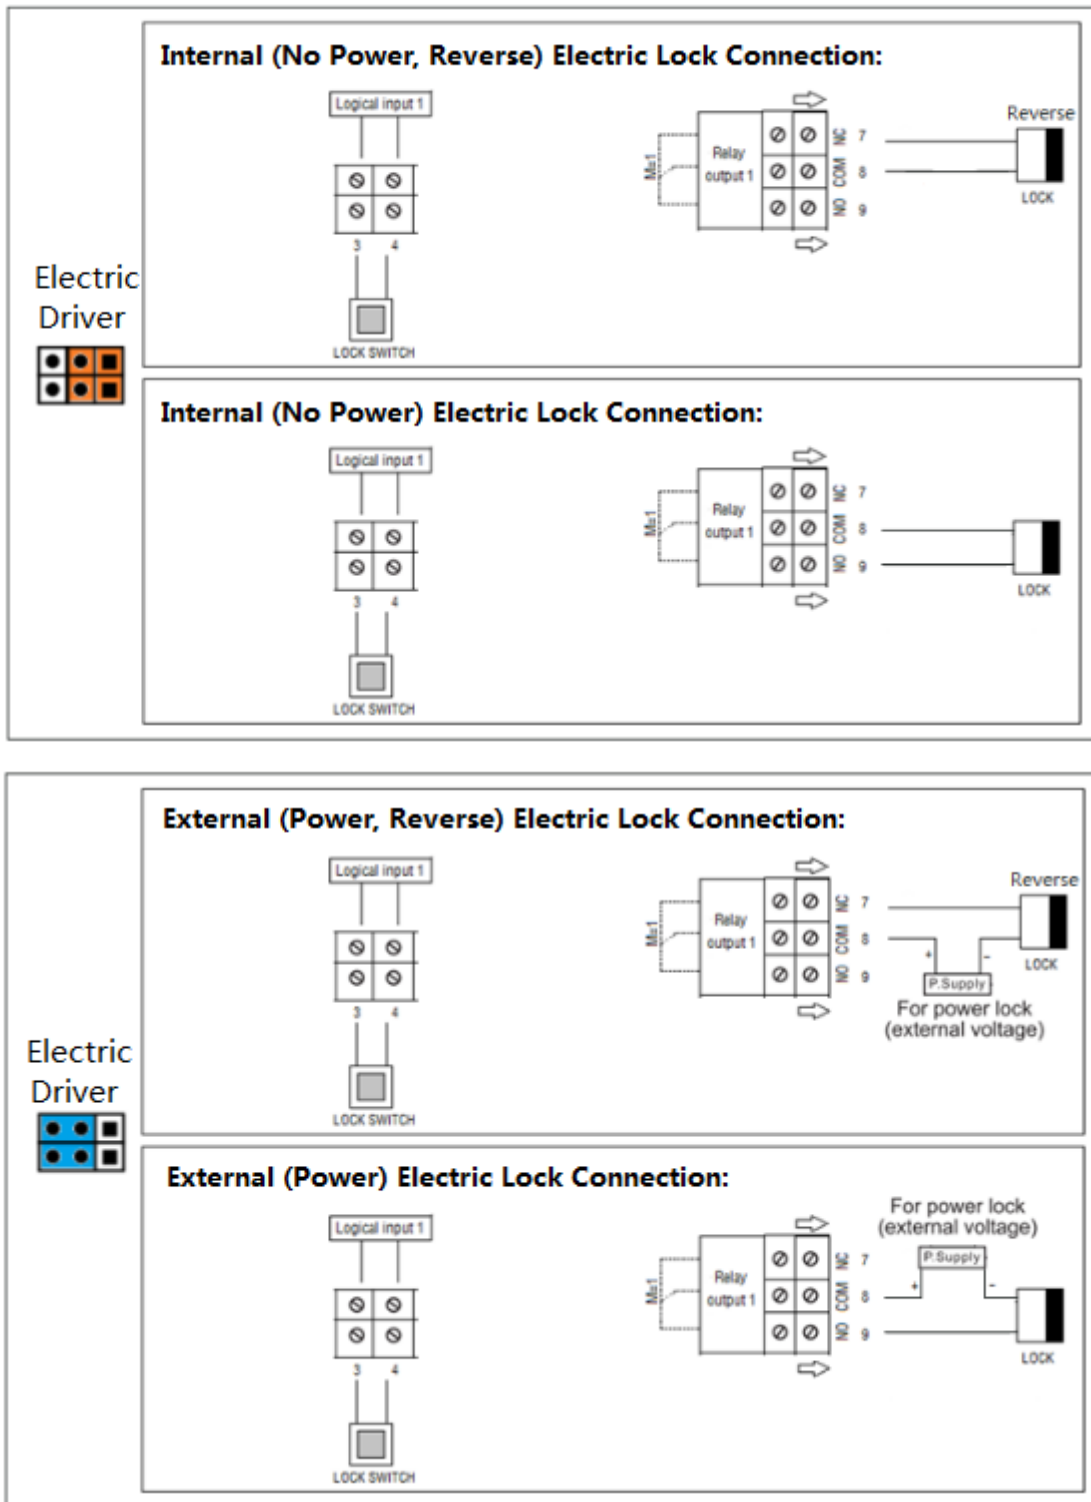 Internal (No Power, Reverse) Electric Lock Connection:
Logical input 1
3 4
LOCK SWITCH
M=1
Relay
output 1
NC 7
COM 8
NO 9
Reverse
LOCK
Electric
Driver
Internal (No Power) Electric Lock Connection:
Logical input 1
3 4
LOCK SWITCH
M=1
Relay
output 1
NC 7
COM 8
NO 9
LOCK
External (Power, Reverse) Electric Lock Connection:
Logical input 1
3 4
LOCK SWITCH
M=1
Relay
output 1
NC 7
COM 8
NO 9
Reverse
LOCK
+ -
P.Supply
For power lock
(external voltage)
Electric
Driver
External (Power) Electric Lock Connection:
Logical input 1
3 4
LOCK SWITCH
M=1
Relay
output 1
NC 7
COM 8
NO 9
For power lock
(external voltage)
P.Supply
+ -
LOCK